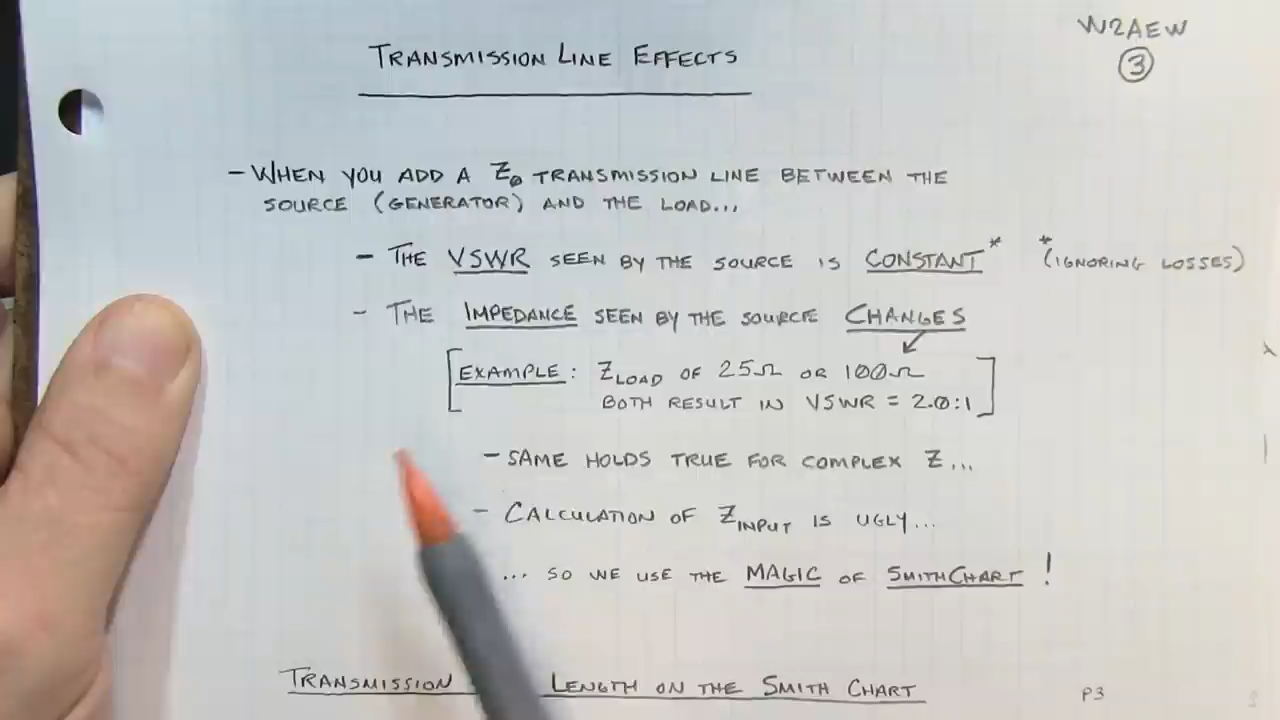 W2AEW
3
TRANSMISSION LINE EFFECTS
- WHEN YOU ADD A Z0 TRANSMISSION LINE BETWEEN THE
SOURCE (GENERATOR) AND THE LOAD...
- THE VSWR SEEN BY THE SOURCE IS CONSTANT* *(IGNORING LOSSES)
- THE IMPEDANCE SEEN BY THE SOURCE CHANGES
[EXAMPLE: ZLOAD OF 25Ω OR 100Ω
BOTH RESULT IN VSWR = 2.0:1]
- SAME HOLDS TRUE FOR COMPLEX Z...
- CALCULATION OF ZINPUT IS UGLY...
... SO WE USE THE MAGIC OF SMITH CHART!
TRANSMISSION LENGTH ON THE SMITH CHART
P3